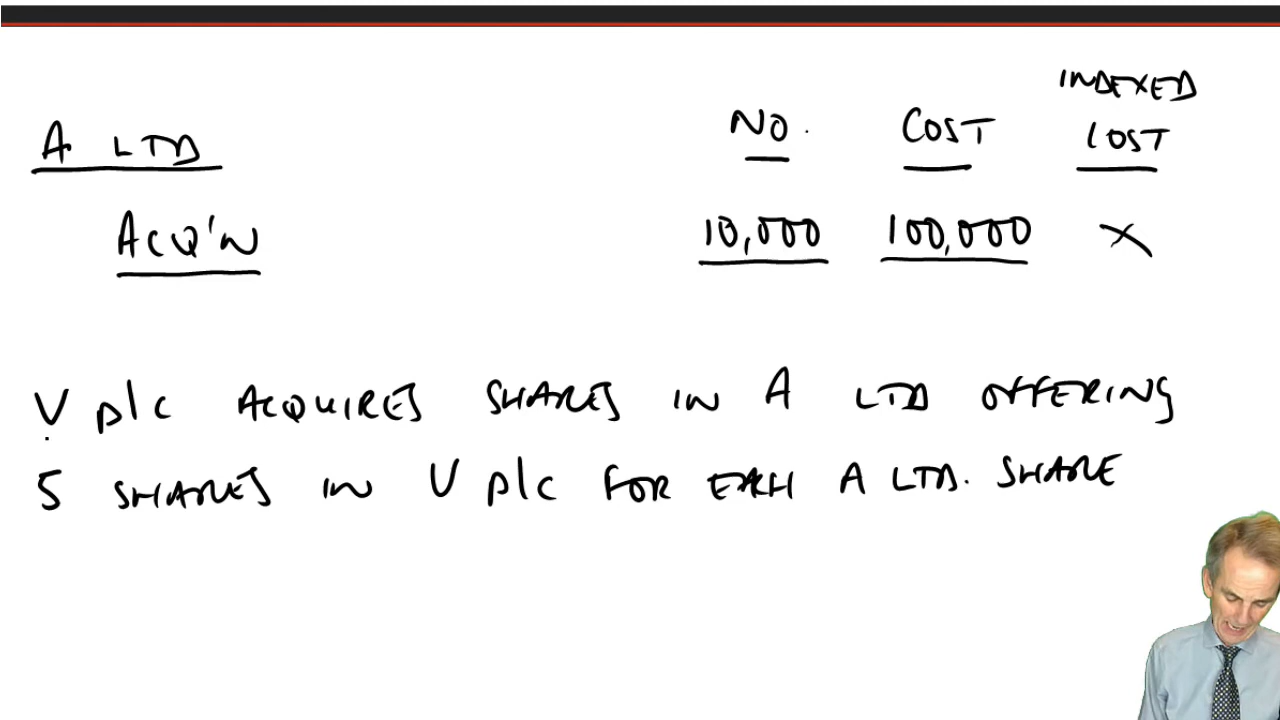 INDEXED
A LTD NO. COST COST
ACQ'N 10,000 100,000 X
V plc ACQUIRES SHARES IN A LTD OFFERING
5 SHARES IN V plc FOR EACH A LTD. SHARE